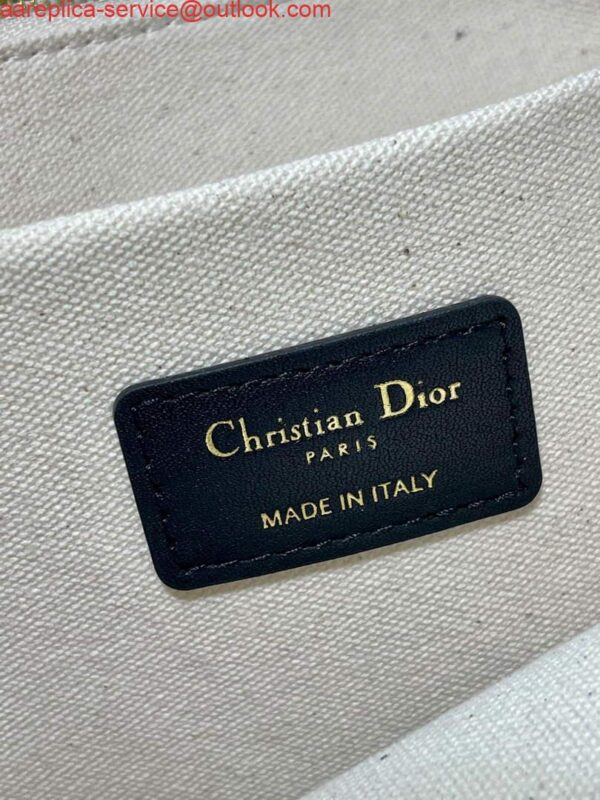 aareplica-service@outlook.com
Christian Dior
PARIS
MADE IN ITALY